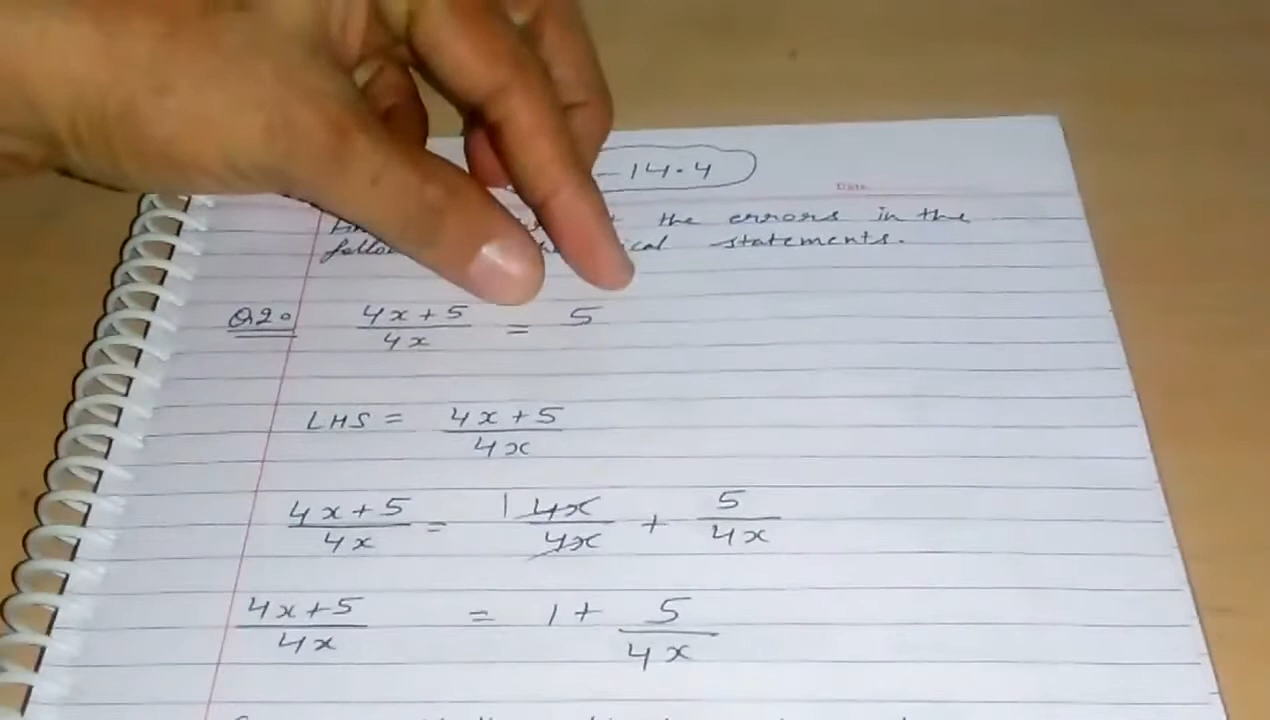 -14.4
Date
the errors in the
statements.
Q20 4x+5/4x = 5
LHS = 4x+5/4x
4x+5/4x = 1 4x/4x + 5/4x
4x+5/4x = 1 + 5/4x